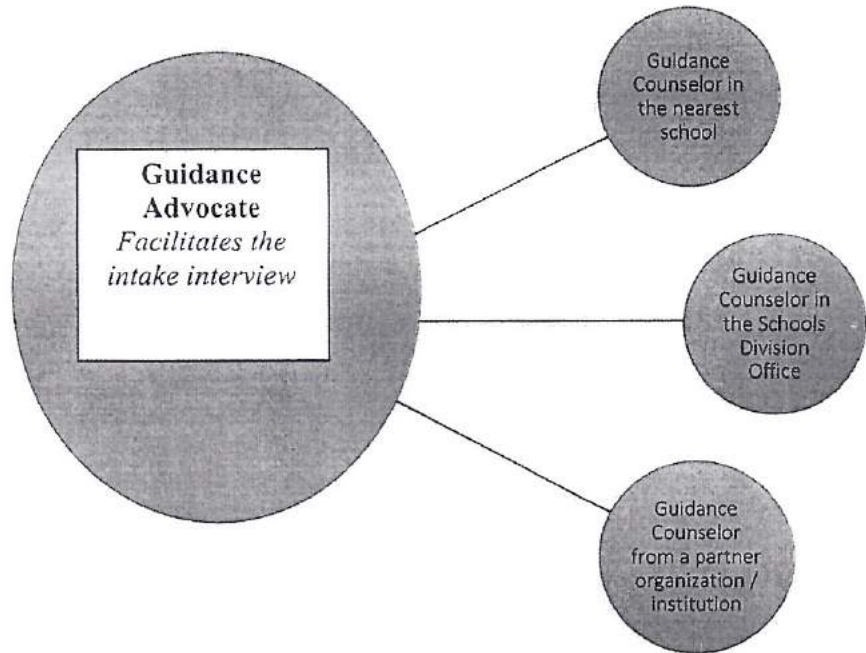 Guidance
Advocate
Facilitates the
intake interview
Guidance
Counselor in
the nearest
school
Guidance
Counselor in
the Schools
Division
Office
Guidance
Counselor
from a partner
organization /
institution